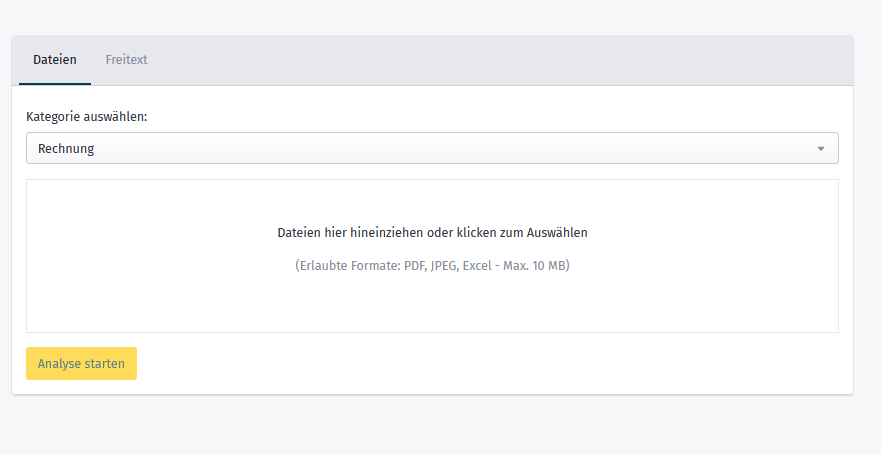 Dateien Freitext
Kategorie auswählen:
Rechnung
Dateien hier hineinziehen oder klicken zum Auswählen
(Erlaubte Formate: PDF, JPEG, Excel - Max. 10 MB)
Analyse starten